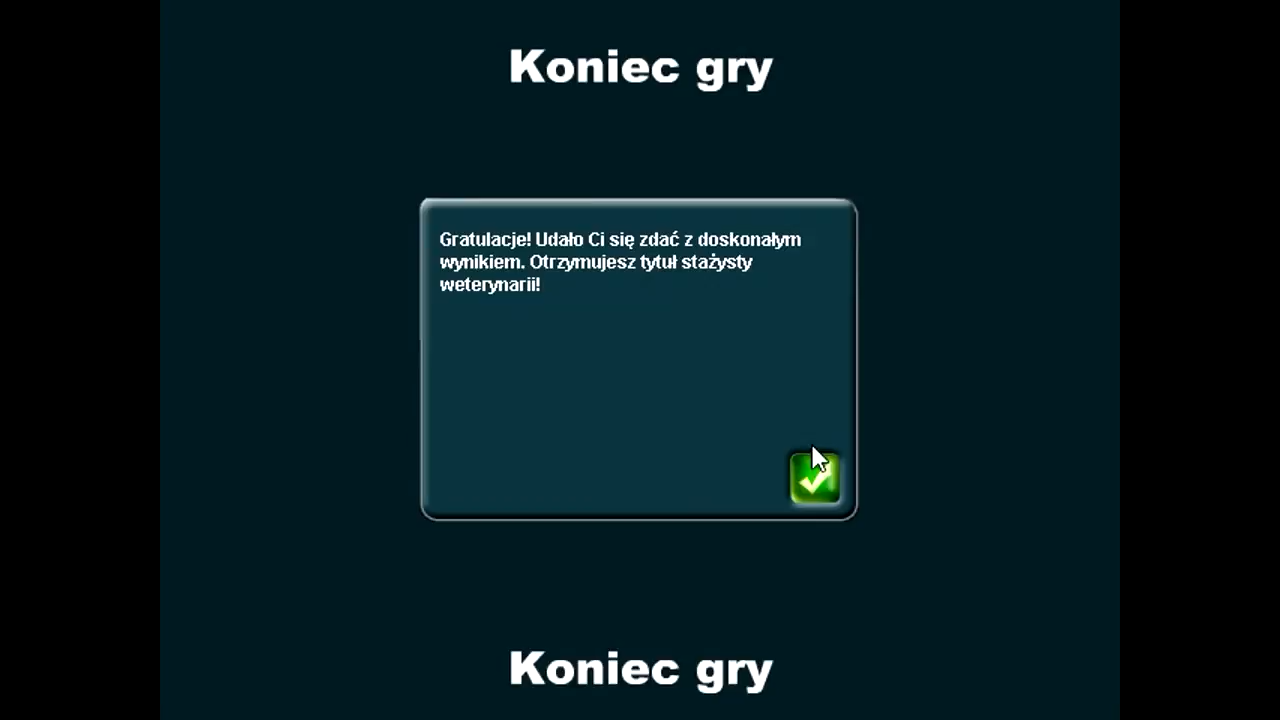 Koniec gry
Gratulacje! Udało Ci się zdać z doskonałym
wynikiem. Otrzymujesz tytuł stażysty
weterynarii!
Koniec gry